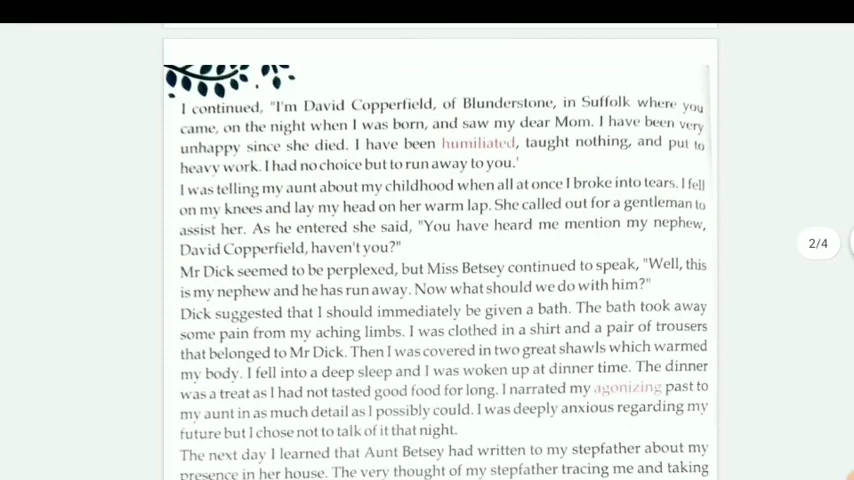 I continued, "I'm David Copperfield, of Blunderstone, in Suffolk where you
came, on the night when I was born, and saw my dear Mom. I have been very
unhappy since she died. I have been humiliated, taught nothing, and put to
heavy work. I had no choice but to run away to you.'
I was telling my aunt about my childhood when all at once I broke into tears. I fell
on my knees and lay my head on her warm lap. She called out for a gentleman to
assist her. As he entered she said, "You have heard me mention my nephew,
David Copperfield, haven't you?"
Mr Dick seemed to be perplexed, but Miss Betsey continued to speak, "Well, this
is my nephew and he has run away. Now what should we do with him?"
Dick suggested that I should immediately be given a bath. The bath took away
some pain from my aching limbs. I was clothed in a shirt and a pair of trousers
that belonged to Mr Dick. Then I was covered in two great shawls which warmed
my body. I fell into a deep sleep and I was woken up at dinner time. The dinner
was a treat as I had not tasted good food for long. I narrated my agonizing past to
my aunt in as much detail as I possibly could. I was deeply anxious regarding my
future but I chose not to talk of it that night.
The next day I learned that Aunt Betsey had written to my stepfather about my
presence in her house. The very thought of my stepfather tracing me and taking
2/4